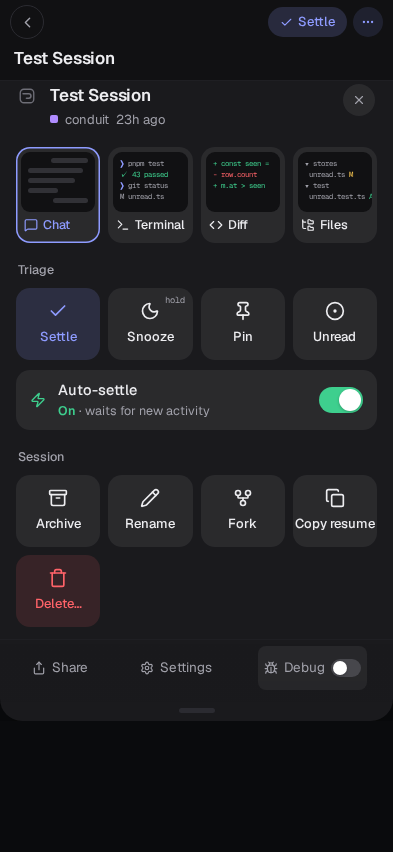 Settle
Test Session
Test Session
conduit 23h ago
❯ pnpm test
✓ 43 passed
❯ git status
M unread.ts
Chat
Terminal
+ const seen =
- row.count
+ m.at > seen
Diff
▾ stores
unread.ts M
▾ test
unread.test.ts A
Files
Triage
Settle
hold
Snooze
Pin
Unread
Auto-settle
On · waits for new activity
Session
Archive
Rename
Fork
Copy resume
Delete…
Share
Settings
Debug